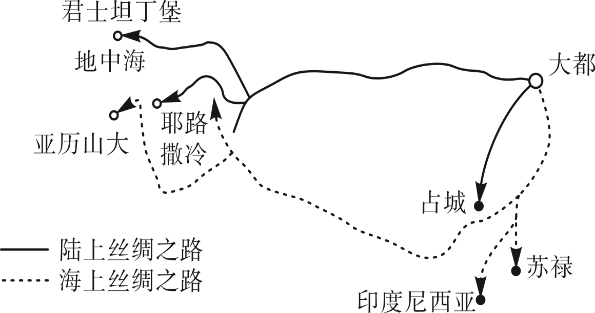 君士坦丁堡
地中海
大都
耶路
撒冷
亚历山大
占城
陆上丝绸之路
海上丝绸之路
苏禄
印度尼西亚